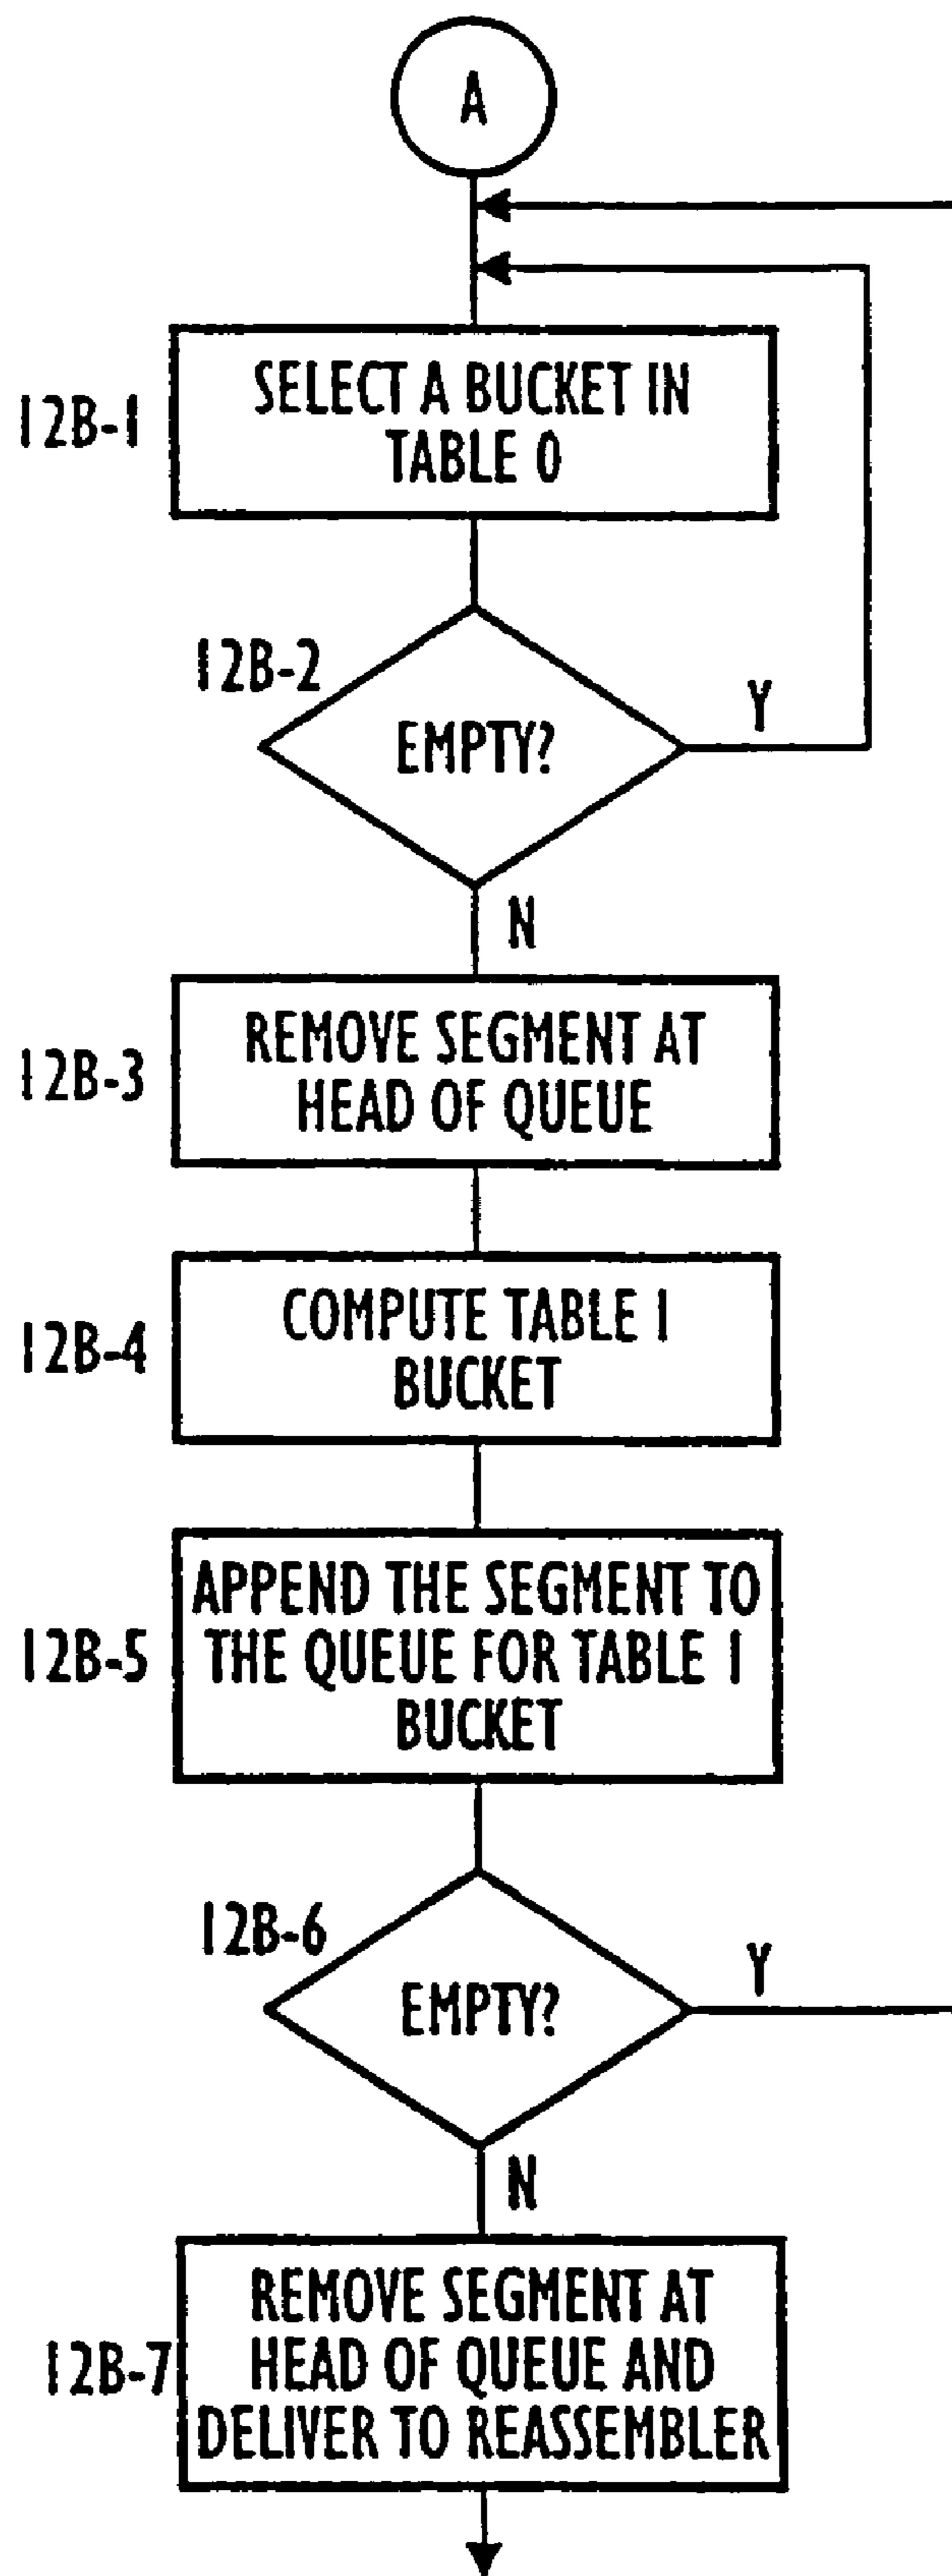 A
12B-1
SELECT A BUCKET IN
TABLE 0
12B-2
EMPTY?
Y
N
12B-3
REMOVE SEGMENT AT
HEAD OF QUEUE
12B-4
COMPUTE TABLE 1
BUCKET
12B-5
APPEND THE SEGMENT TO
THE QUEUE FOR TABLE 1
BUCKET
12B-6
EMPTY?
Y
N
12B-7
REMOVE SEGMENT AT
HEAD OF QUEUE AND
DELIVER TO REASSEMBLER